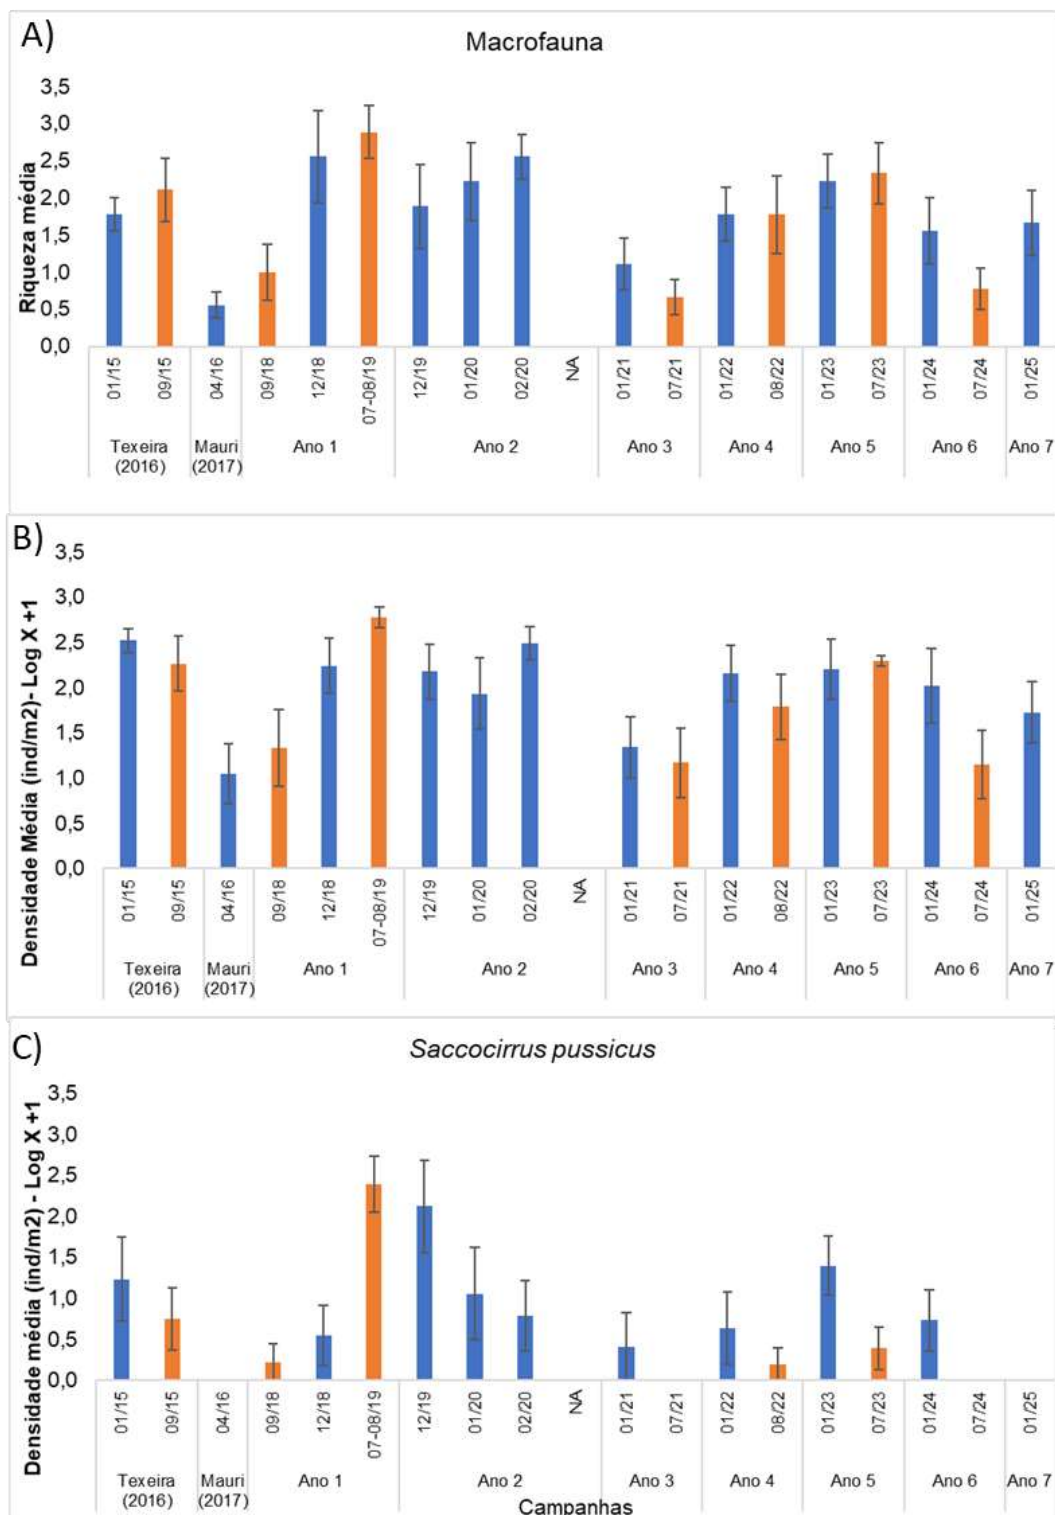 A)
Macrofauna
Riqueza média
3,5
3,0
2,5
2,0
1,5
1,0
0,5
0,0
01/15 09/15 04/16 09/18 12/18 07-08/19 12/19 01/20 02/20 NA 01/21 07/21 01/22 08/22 01/23 07/23 01/24 07/24 01/25
Texeira Mauri Ano 1 Ano 2 Ano 3 Ano 4 Ano 5 Ano 6 Ano 7
(2016) (2017)
B)
Densidade Média (ind/m2)- Log X +1
3,5
3,0
2,5
2,0
1,5
1,0
0,5
0,0
01/15 09/15 04/16 09/18 12/18 07-08/19 12/19 01/20 02/20 NA 01/21 07/21 01/22 08/22 01/23 07/23 01/24 07/24 01/25
Texeira Mauri Ano 1 Ano 2 Ano 3 Ano 4 Ano 5 Ano 6 Ano 7
(2016) (2017)
C)
Saccocirrus pussicus
Densidade média (ind/m2) - Log X +1
3,5
3,0
2,5
2,0
1,5
1,0
0,5
0,0
01/15 09/15 04/16 09/18 12/18 07-08/19 12/19 01/20 02/20 NA 01/21 07/21 01/22 08/22 01/23 07/23 01/24 07/24 01/25
Texeira Mauri Ano 1 Ano 2 Ano 3 Ano 4 Ano 5 Ano 6 Ano 7
(2016) (2017)
Campanhas